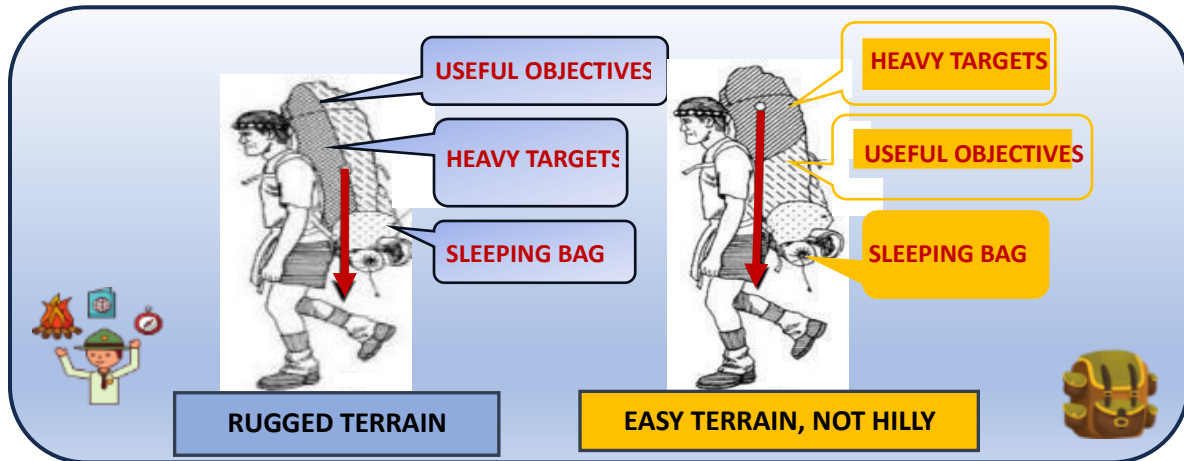 USEFUL OBJECTIVES
HEAVY TARGETS
SLEEPING BAG
RUGGED TERRAIN
HEAVY TARGETS
USEFUL OBJECTIVES
SLEEPING BAG
EASY TERRAIN, NOT HILLY